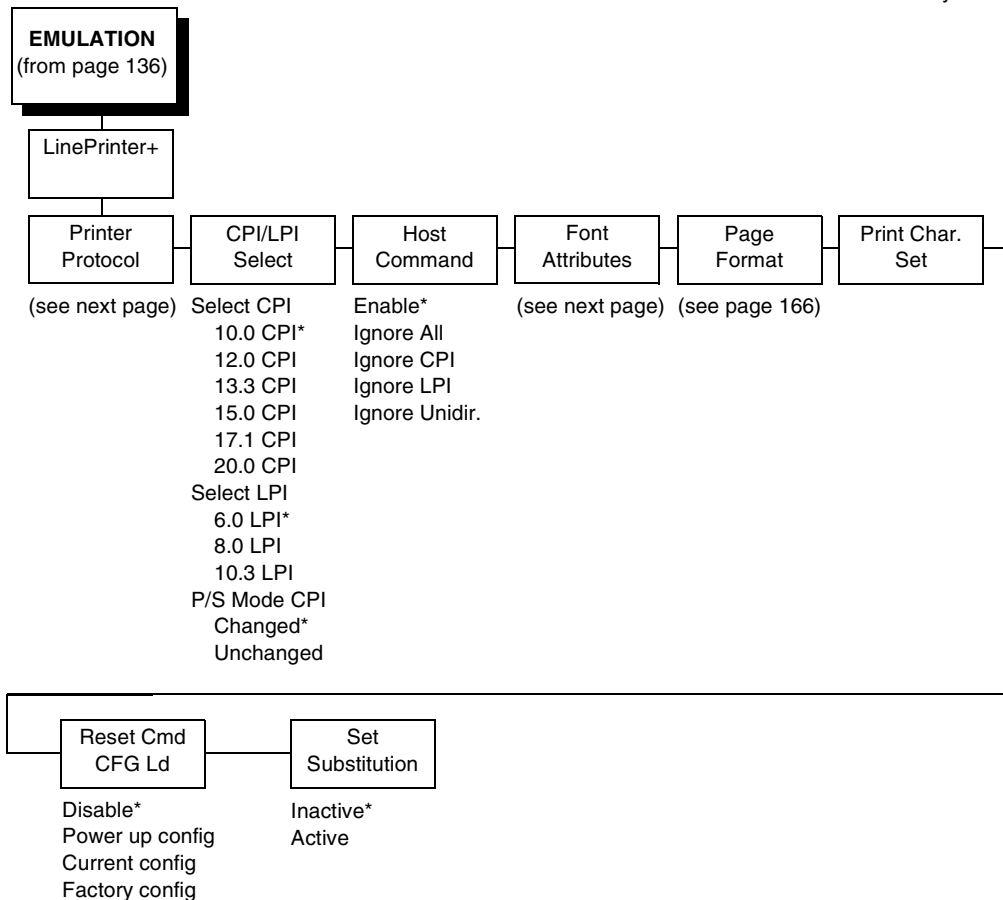 EMULATION
(from page 136)
LinePrinter+
Printer
Protocol
(see next page)
CPI/LPI
Select
Select CPI
10.0 CPI*
12.0 CPI
13.3 CPI
15.0 CPI
17.1 CPI
20.0 CPI
Select LPI
6.0 LPI*
8.0 LPI
10.3 LPI
P/S Mode CPI
Changed*
Unchanged
Host
Command
Enable*
Ignore All
Ignore CPI
Ignore LPI
Ignore Unidir.
Font
Attributes
(see next page)
Page
Format
(see page 166)
Print Char.
Set
Reset Cmd
CFG Ld
Disable*
Power up config
Current config
Factory config
Set
Substitution
Inactive*
Active